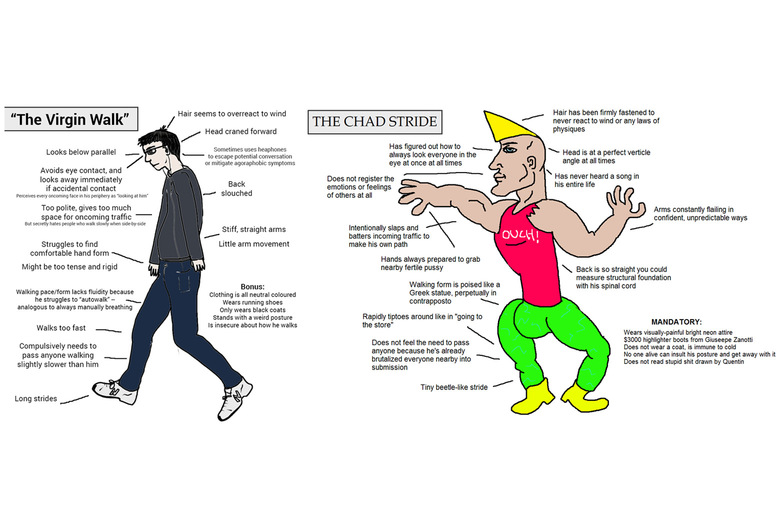 "The Virgin Walk"
Hair seems to overreact to wind
Head craned forward
Looks below parallel
Sometimes uses heaphones
to escape potential conversation
or mitigate agoraphobic symptoms
Avoids eye contact, and
looks away immediately
if accidental contact
Perceives every oncoming face in his periphery as "looking at him"
Back
slouched
Too polite, gives too much
space for oncoming traffic
But secretly hates people who walk slowly when side-by-side
Stiff, straight arms
Little arm movement
Struggles to find
comfortable hand form
Might be too tense and rigid
Walking pace/form lacks fluidity because
he struggles to "autowalk" –
analogous to always manually breathing
Bonus:
Clothing is all neutral coloured
Wears running shoes
Only wears black coats
Stands with a weird posture
Is insecure about how he walks
Walks too fast
Compulsively needs to
pass anyone walking
slightly slower than him
Long strides
THE CHAD STRIDE
Hair has been firmly fastened to
never react to wind or any laws of
physiques
Has figured out how to
always look everyone in the
eye at once at all times
Head is at a perfect verticle
angle at all times
Has never heard a song in
his entire life
Does not register the
emotions or feelings
of others at all
Arms constantly flailing in
confident, unpredictable ways
Intentionally slaps and
batters incoming traffic to
make his own path
OUCH!
Hands always prepared to grab
nearby fertile pussy
Back is so straight you could
measure structural foundation
with his spinal cord
Walking form is poised like a
Greek statue, perpetually in
contrapposto
Rapidly tiptoes around like in "going to
the store"
Does not feel the need to pass
anyone because he's already
brutalized everyone nearby into
submission
Tiny beetle-like stride
MANDATORY:
Wears visually-painful bright neon attire
$3000 highlighter boots from Giuseepe Zanotti
Does not wear a coat, is immune to cold
No one alive can insult his posture and get away with it
Does not read stupid shit drawn by Quentin